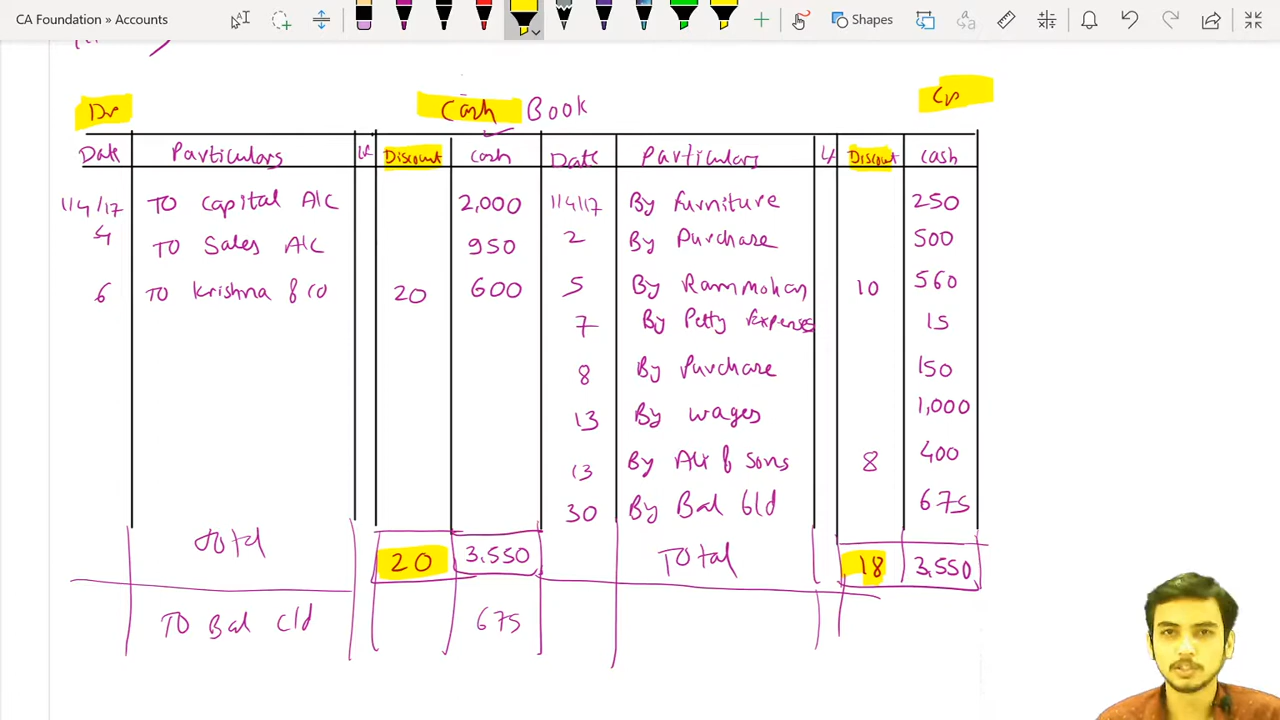 CA Foundation » Accounts
Shapes
Dr Cash Book Cr
Date Particulars LF Discount Cash Date Particulars LF Discount Cash
1/4/17 To Capital A/C 2,000 1/4/17 By furniture 250
4 To Sales A/C 950 2 By Purchase 500
6 To Krishna & co 20 600 5 By Rammohan 10 560
7 By Petty Expenses 15
8 By Purchase 150
13 By wages 1,000
13 By Ali & Sons 8 400
30 By Bal b/d 675
Total 20 3,550 Total 18 3,550
To Bal c/d 675